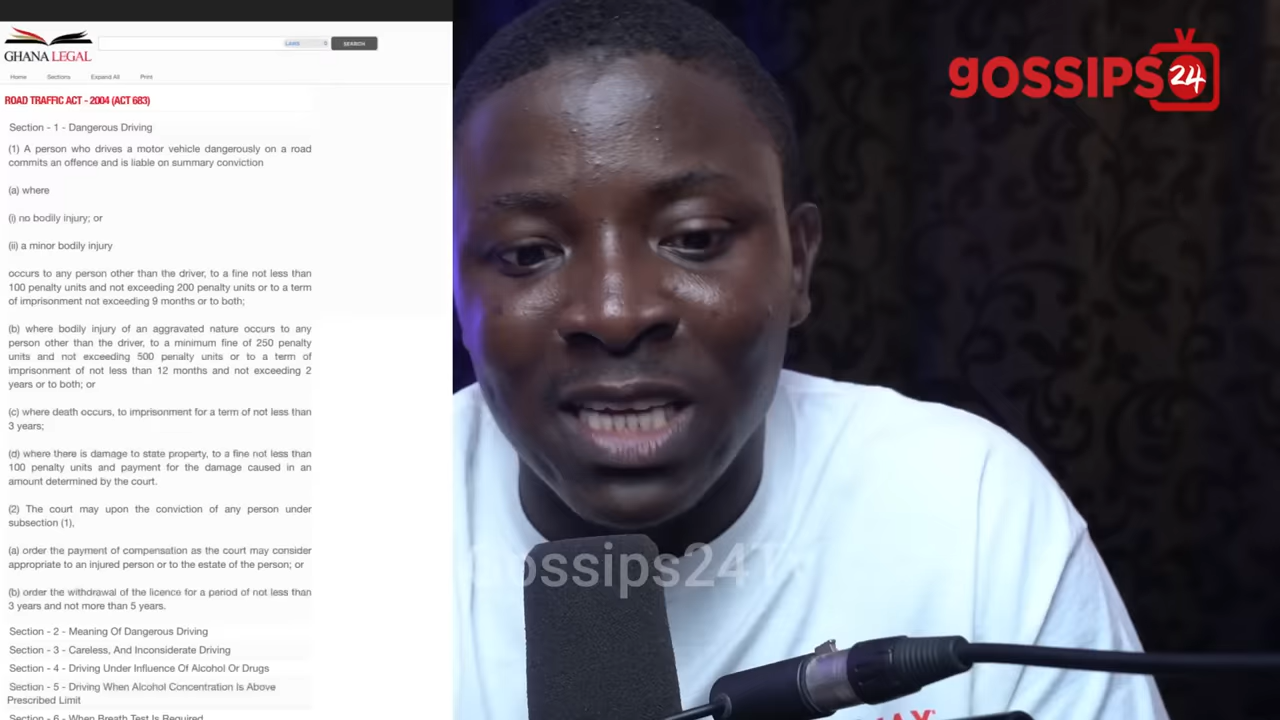 GHANA LEGAL
LAWS
SEARCH
Home Sections Expand All Print
ROAD TRAFFIC ACT - 2004 (ACT 683)
Section - 1 - Dangerous Driving
(1) A person who drives a motor vehicle dangerously on a road
commits an offence and is liable on summary conviction
(a) where
(i) no bodily injury; or
(ii) a minor bodily injury
occurs to any person other than the driver, to a fine not less than
100 penalty units and not exceeding 200 penalty units or to a term
of imprisonment not exceeding 9 months or to both;
(b) where bodily injury of an aggravated nature occurs to any
person other than the driver, to a minimum fine of 250 penalty
units and not exceeding 500 penalty units or to a term of
imprisonment of not less than 12 months and not exceeding 2
years or to both; or
(c) where death occurs, to imprisonment for a term of not less than
3 years;
(d) where there is damage to state property, to a fine not less than
100 penalty units and payment for the damage caused in an
amount determined by the court.
(2) The court may upon the conviction of any person under
subsection (1),
(a) order the payment of compensation as the court may consider
appropriate to an injured person or to the estate of the person; or
(b) order the withdrawal of the licence for a period of not less than
3 years and not more than 5 years.
Section - 2 - Meaning Of Dangerous Driving
Section - 3 - Careless, And Inconsiderate Driving
Section - 4 - Driving Under Influence Of Alcohol Or Drugs
Section - 5 - Driving When Alcohol Concentration Is Above
Prescribed Limit
Section - 6 - When Breath Test Is Required
gOSSIPS 24
Gossips24Tv